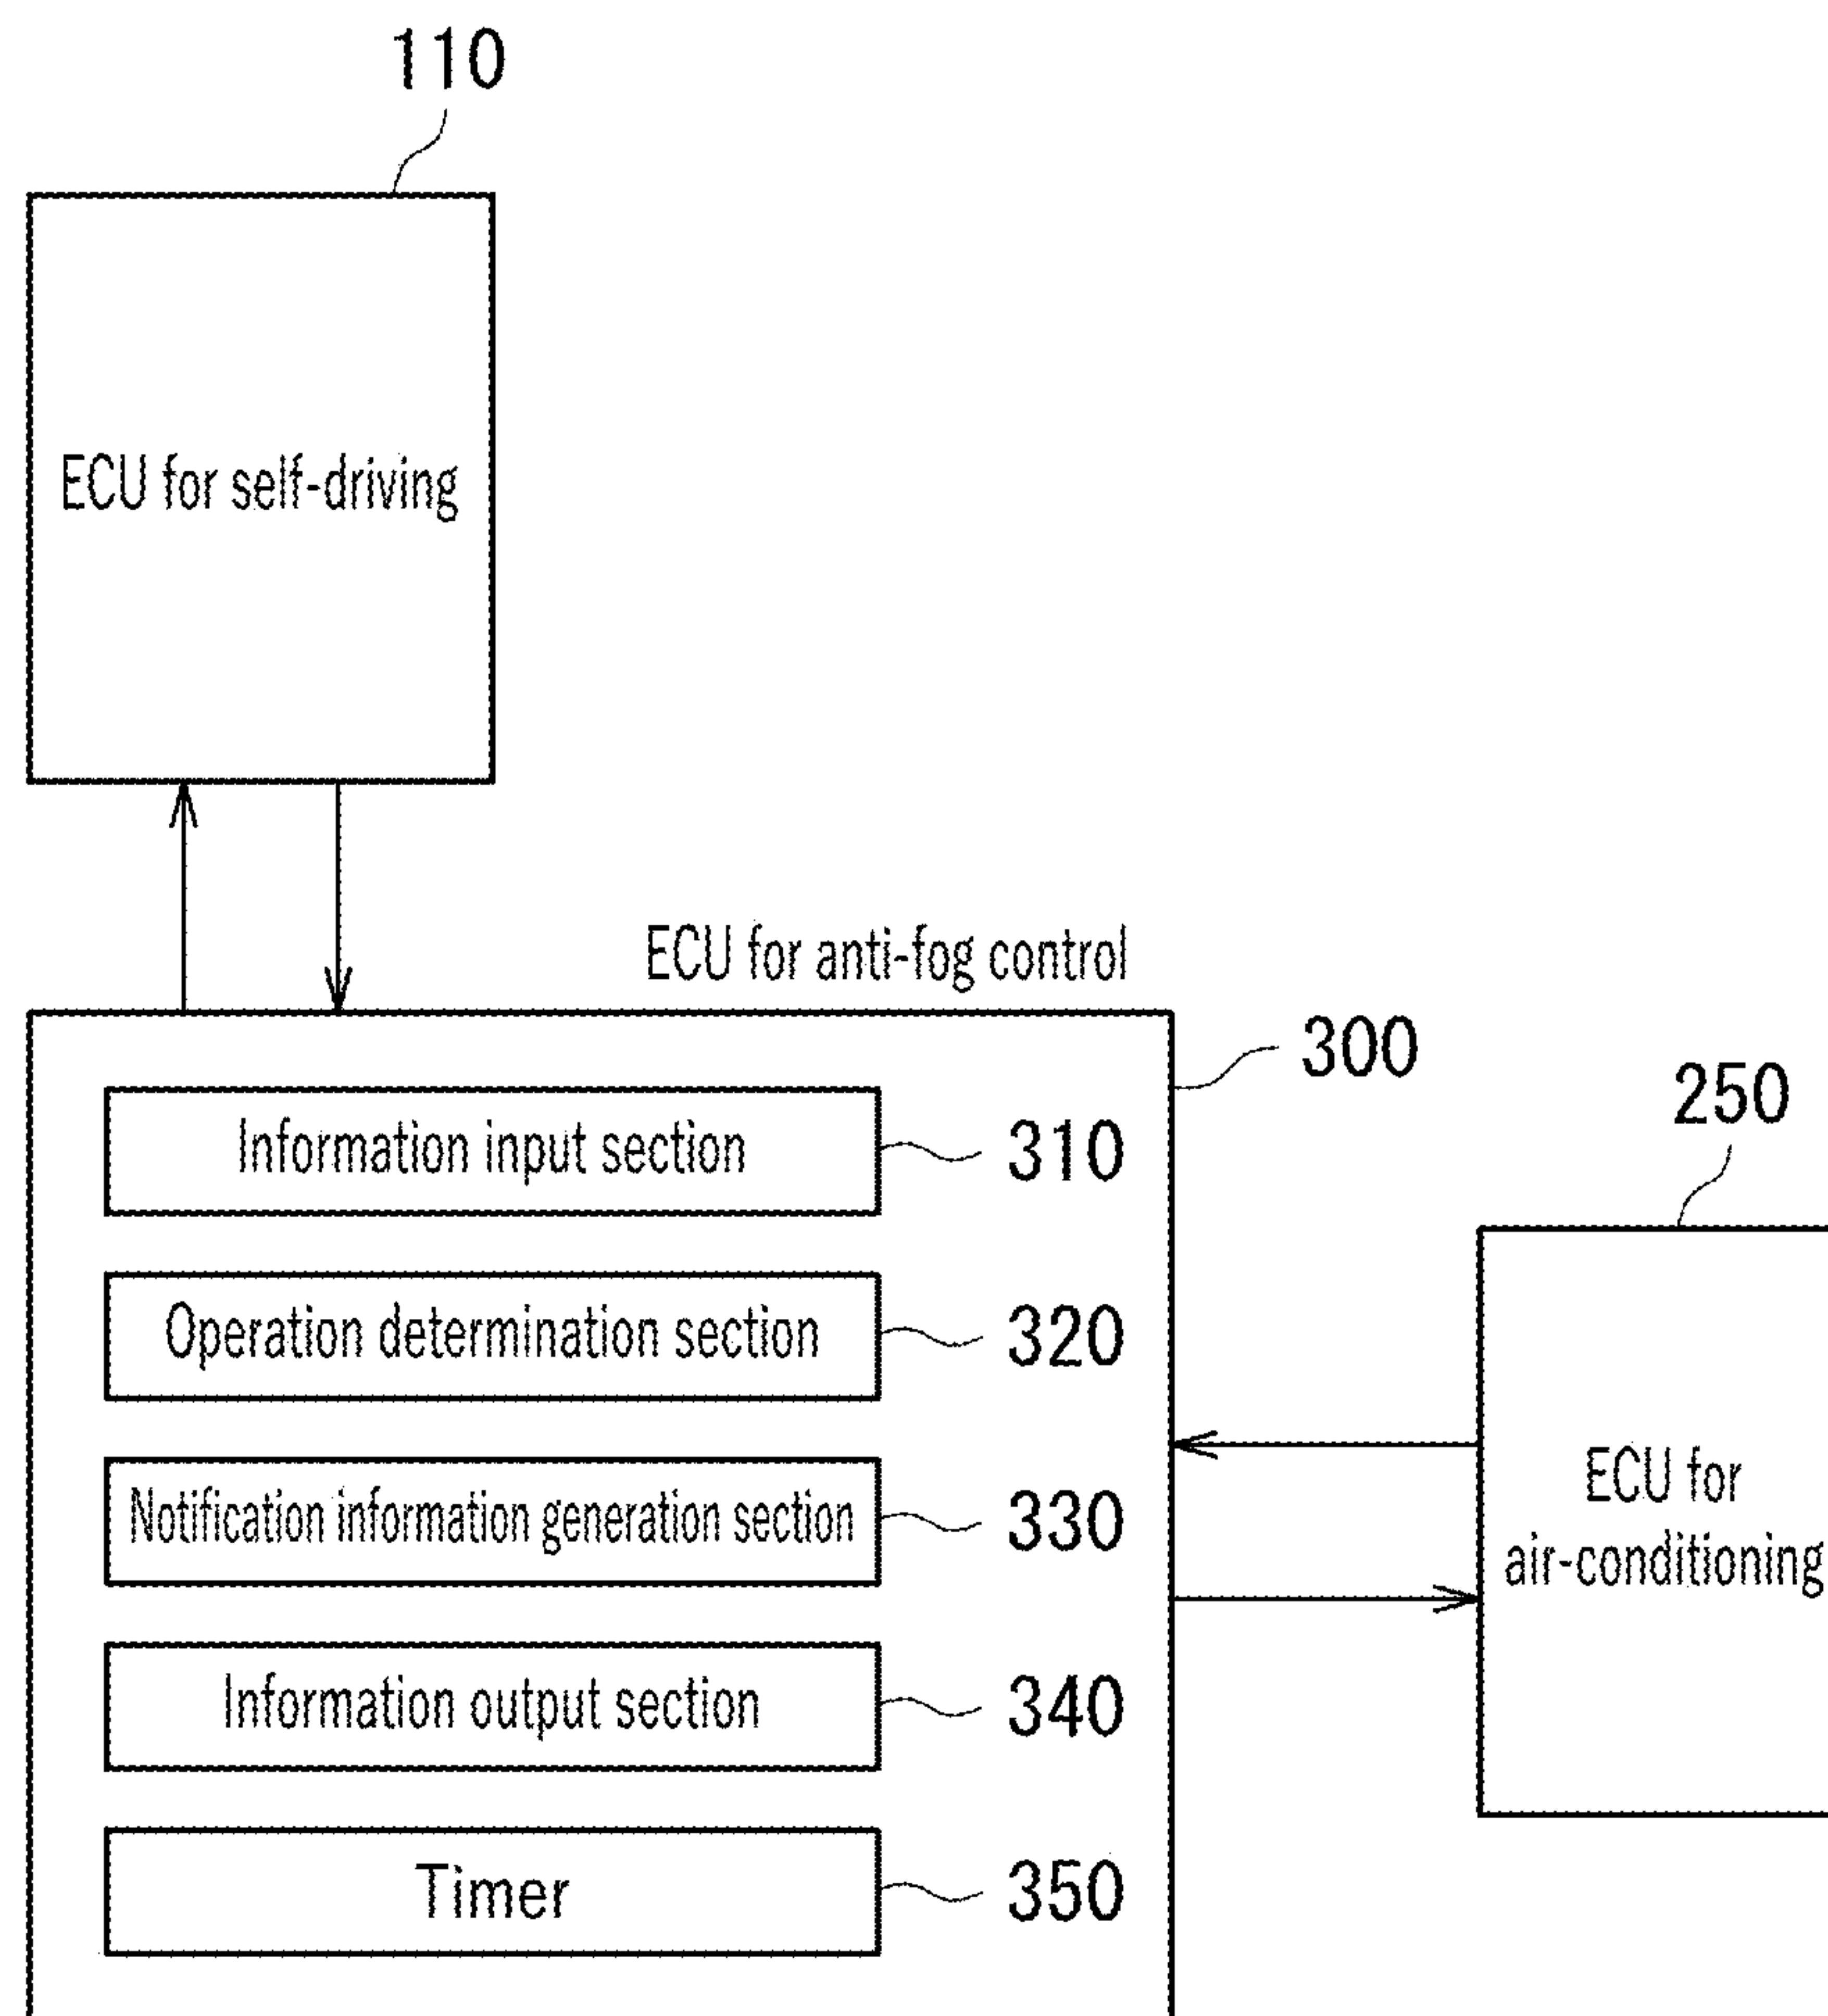 110
ECU for self-driving
ECU for anti-fog control
300
250
Information input section
310
Operation determination section
320
Notification information generation section
330
ECU for
air-conditioning
Information output section
340
Timer
350